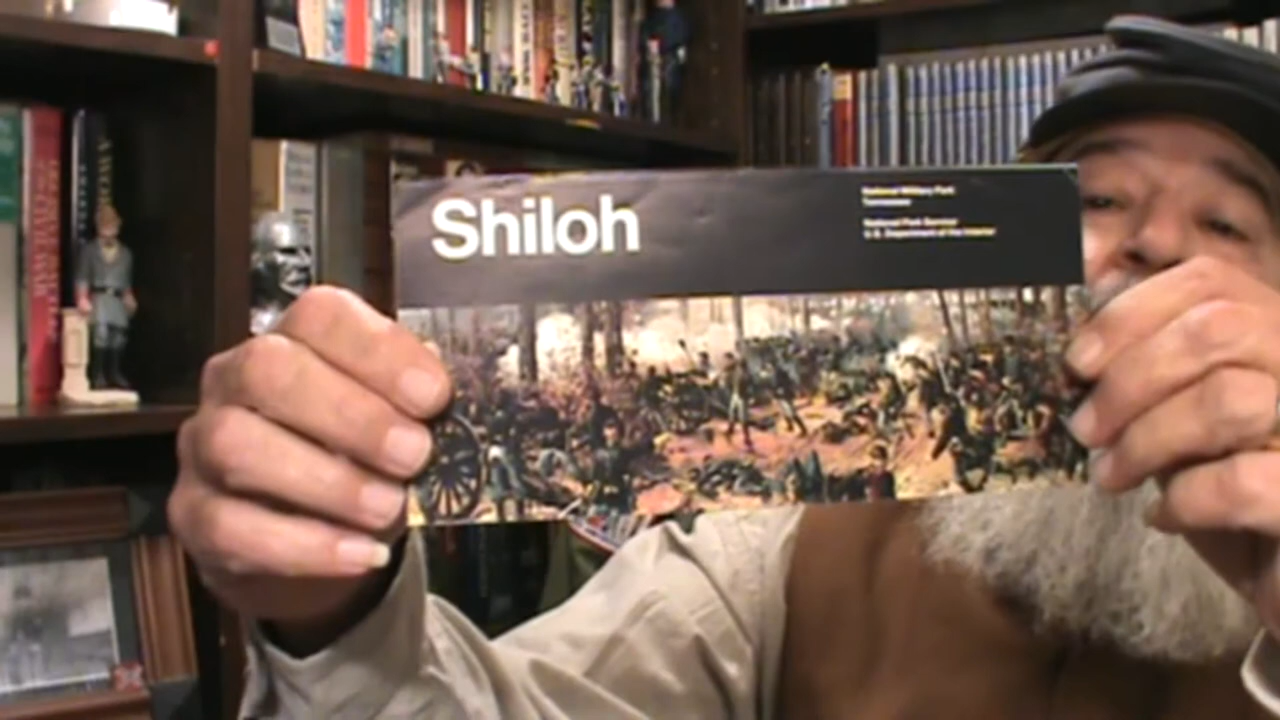 Shiloh
National Military Park
Tennessee
National Park Service
U.S. Department of the Interior